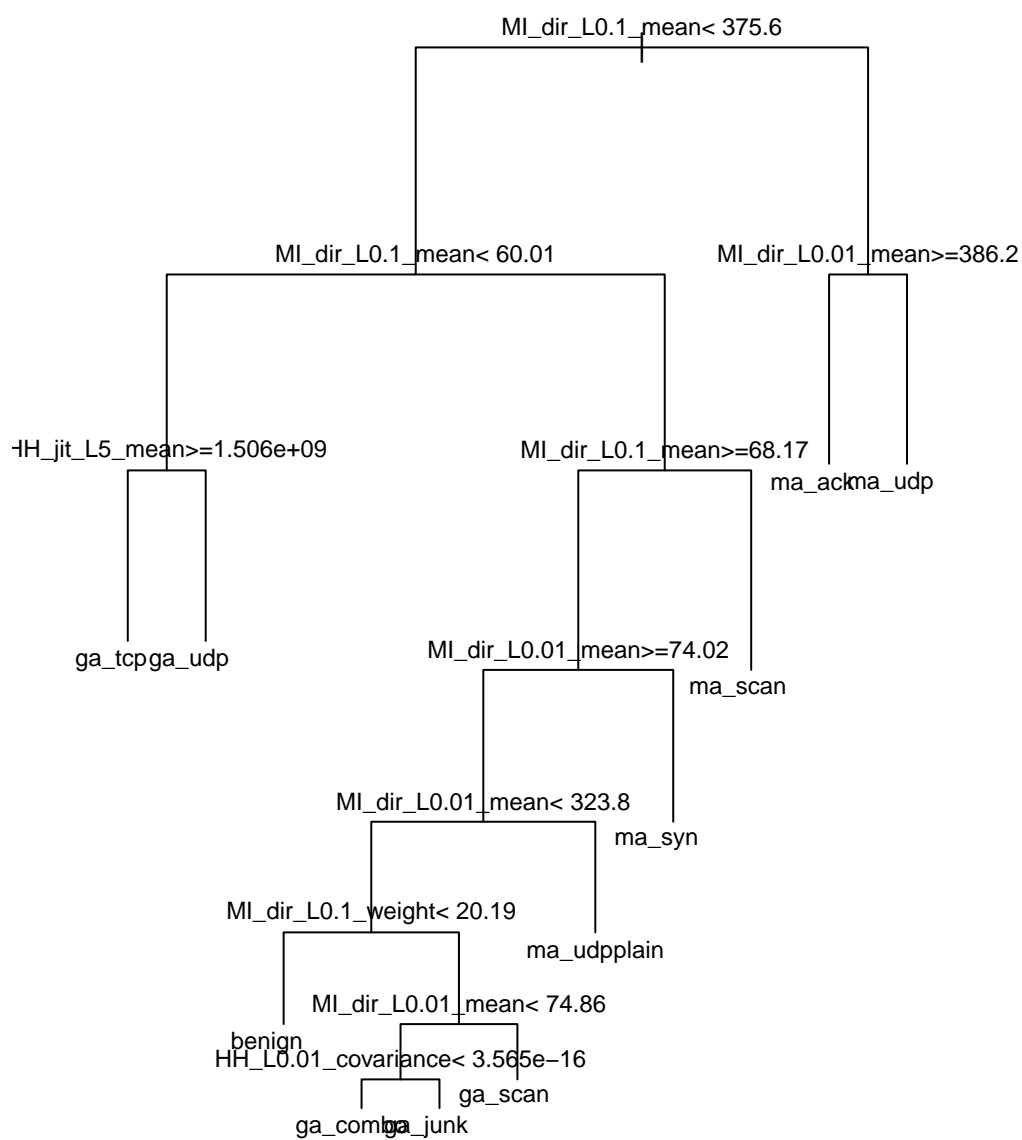 MI_dir_L0.1_mean< 375.6
MI_dir_L0.1_mean< 60.01
MI_dir_L0.01_mean>=386.2
HH_jit_L5_mean>=1.506e+09
MI_dir_L0.1_mean>=68.17
ma_ack
ma_udp
ga_tcp
ga_udp
MI_dir_L0.01_mean>=74.02
ma_scan
MI_dir_L0.01_mean< 323.8
ma_syn
MI_dir_L0.1_weight< 20.19
ma_udpplain
MI_dir_L0.01_mean< 74.86
benign
HH_L0.01_covariance< 3.565e−16
ga_scan
ga_combo
ga_junk